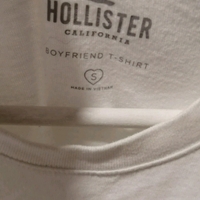 HOLLISTER
CALIFORNIA
BOYFRIEND T-SHIRT
S
MADE IN VIETNAM